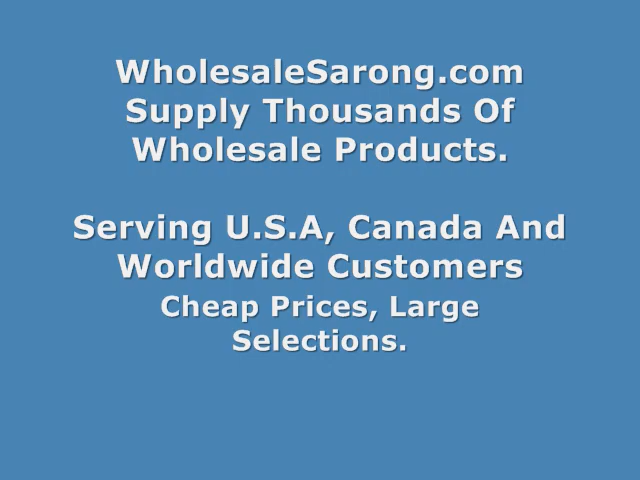 WholesaleSarong.com
Supply Thousands Of
Wholesale Products.
Serving U.S.A, Canada And
Worldwide Customers
Cheap Prices, Large
Selections.